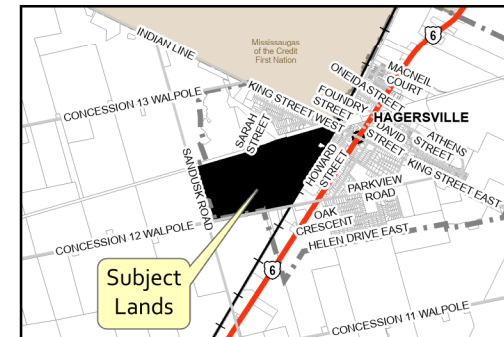 INDIAN LINE
Mississaugas
of the Credit
First Nation
6
MACNEIL
COURT
ONEIDA STREET
FOUNDRY
STREET
KING STREET WEST
CONCESSION 13 WALPOLE
SARAH
STREET
HAGERSVILLE
DAVID
STREET
ATHENS
STREET
KING STREET EAST
SANDUSK ROAD
HOWARD
STREET
PARKVIEW
ROAD
OAK
CRESCENT
CONCESSION 12 WALPOLE
HELEN DRIVE EAST
6
Subject
Lands
CONCESSION 11 WALPOLE